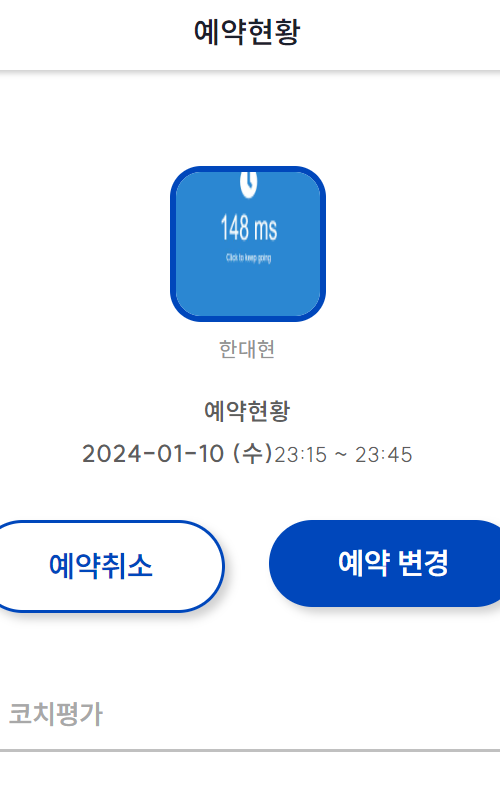 예약현황
148 ms
Click to keep going
한대현
예약현황
2024-01-10 (수)23:15 ~ 23:45
예약취소 예약 변경
코치평가